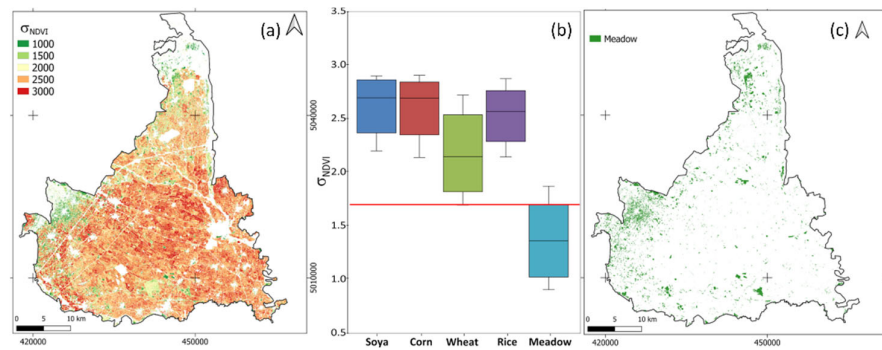 σNDVI
1000
1500
2000
2500
3000
(a)
5040000
5010000
0 5 10 km
420000 450000
σNDVI
3.5
3.0
2.5
2.0
1.5
1.0
0.5
(b)
Soya Corn Wheat Rice Meadow
Meadow
(c)
5040000
5010000
0 5 10 km
420000 450000